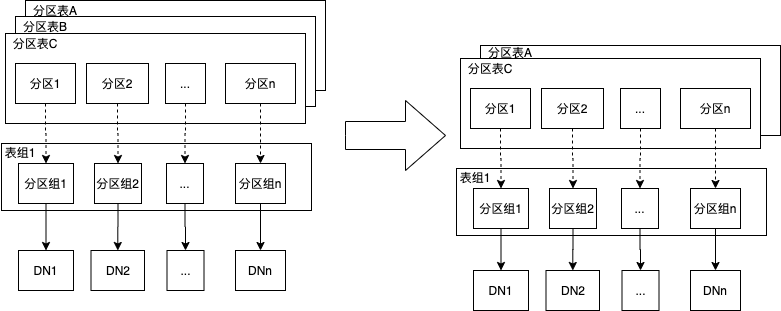 分区表A
分区表B
分区表C
分区1 分区2 ... 分区n
表组1
分区组1 分区组2 ... 分区组n
DN1 DN2 ... DNn
分区表A
分区表C
分区1 分区2 ... 分区n
表组1
分区组1 分区组2 ... 分区组n
DN1 DN2 ... DNn